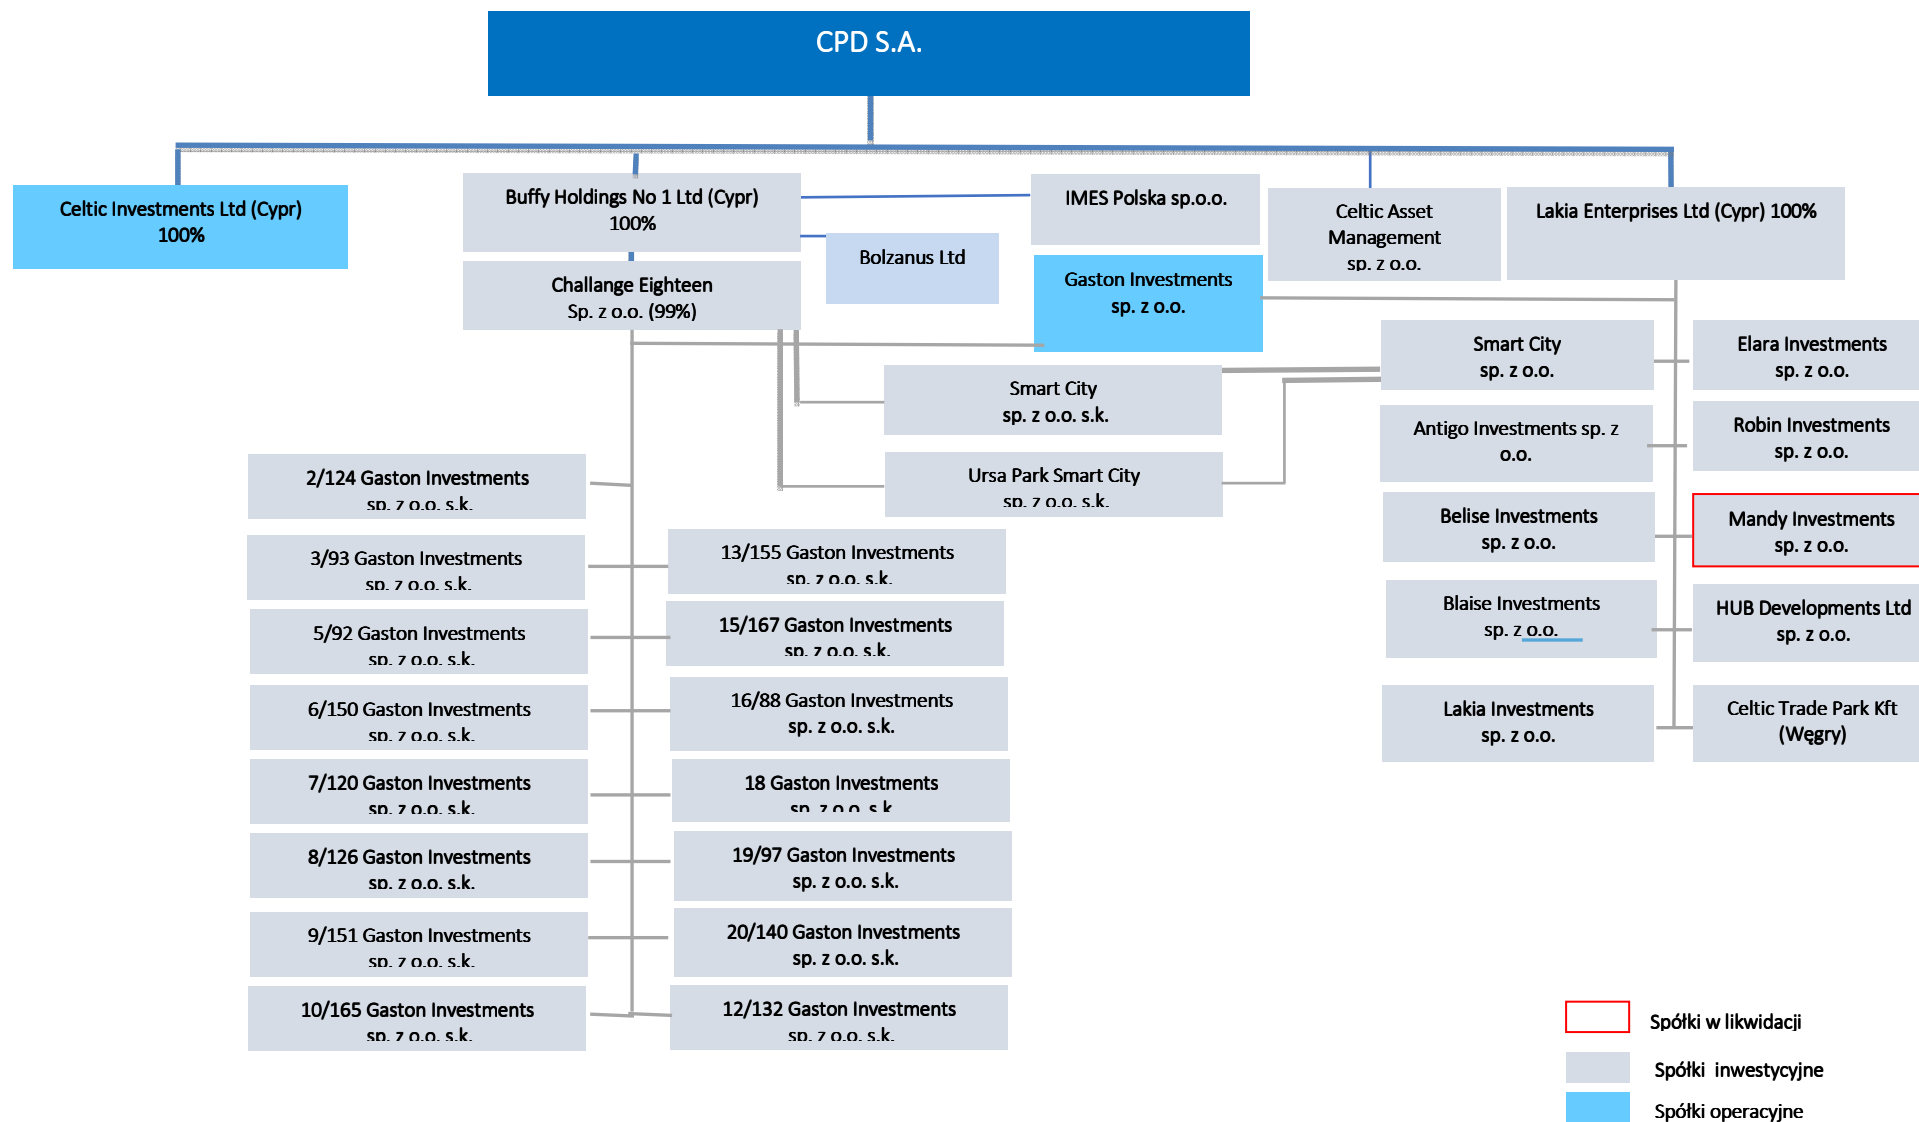 CPD S.A.
Celtic Investments Ltd (Cypr)
100%
Buffy Holdings No 1 Ltd (Cypr)
100%
IMES Polska sp.o.o.
Celtic Asset
Management
sp. z o.o.
Lakia Enterprises Ltd (Cypr) 100%
Bolzanus Ltd
Challange Eighteen
Sp. z o.o. (99%)
Gaston Investments
sp. z o.o.
Smart City
sp. z o.o. s.k.
Ursa Park Smart City
sp. z o.o. s.k.
Smart City
sp. z o.o.
Elara Investments
sp. z o.o.
Antigo Investments sp. z
o.o.
Robin Investments
sp. z o.o.
Belise Investments
sp. z o.o.
Mandy Investments
sp. z o.o.
Blaise Investments
sp. z o.o.
HUB Developments Ltd
sp. z o.o.
Lakia Investments
sp. z o.o.
Celtic Trade Park Kft
(Węgry)
2/124 Gaston Investments
sp. z o.o. s.k.
3/93 Gaston Investments
sp. z o.o. s.k.
13/155 Gaston Investments
sp. z o.o. s.k.
5/92 Gaston Investments
sp. z o.o. s.k.
15/167 Gaston Investments
sp. z o.o. s.k.
6/150 Gaston Investments
sp. z o.o. s.k.
16/88 Gaston Investments
sp. z o.o. s.k.
7/120 Gaston Investments
sp. z o.o. s.k.
18 Gaston Investments
sp. z o.o. s.k.
8/126 Gaston Investments
sp. z o.o. s.k.
19/97 Gaston Investments
sp. z o.o. s.k.
9/151 Gaston Investments
sp. z o.o. s.k.
20/140 Gaston Investments
sp. z o.o. s.k.
10/165 Gaston Investments
sp. z o.o. s.k.
12/132 Gaston Investments
sp. z o.o. s.k.
Spółki w likwidacji
Spółki inwestycyjne
Spółki operacyjne